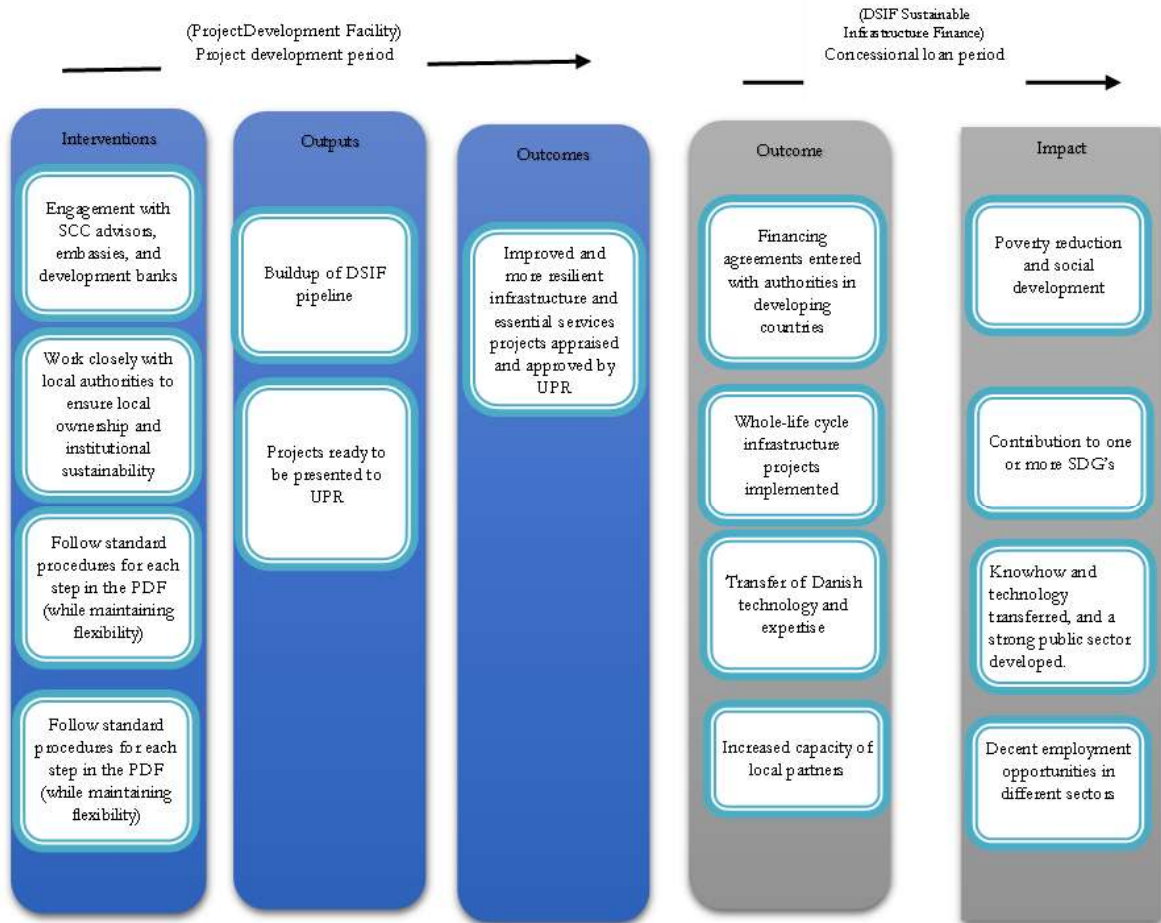 (ProjectDevelopment Facility)
Project development period
(DSIF Sustainable
Infrastructure Finance)
Concessional loan period
Interventions
Engagement with
SCC advisors,
embassies, and
development banks
Work closely with
local authorities to
ensure local
ownership and
institutional
sustainability
Follow standard
procedures for each
step in the PDF
(while maintaining
flexibility)
Follow standard
procedures for each
step in the PDF
(while maintaining
flexibility)
Outputs
Buildup of DSIF
pipeline
Projects ready to
be presented to
UPR
Outcomes
Improved and
more resilient
infrastructure and
essential services
projects appraised
and approved by
UPR
Outcome
Financing
agreements entered
with authorities in
developing
countries
Whole-life cycle
infrastructure
projects
implemented
Transfer of Danish
technology and
expertise
Increased capacity of
local partners
Impact
Poverty reduction
and social
development
Contribution to one
or more SDG's
Knowhow and
technology
transferred, and a
strong public sector
developed.
Decent employment
opportunities in
different sectors